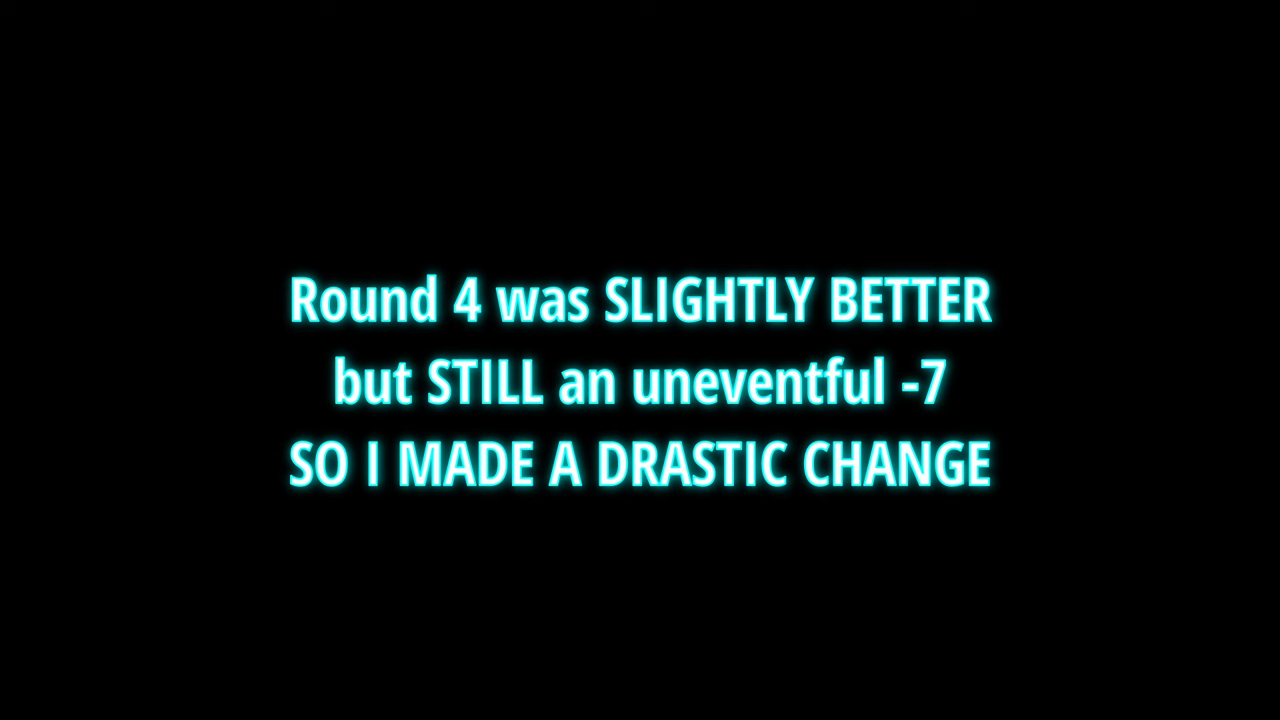 Round 4 was SLIGHTLY BETTER
but STILL an uneventful -7
SO I MADE A DRASTIC CHANGE